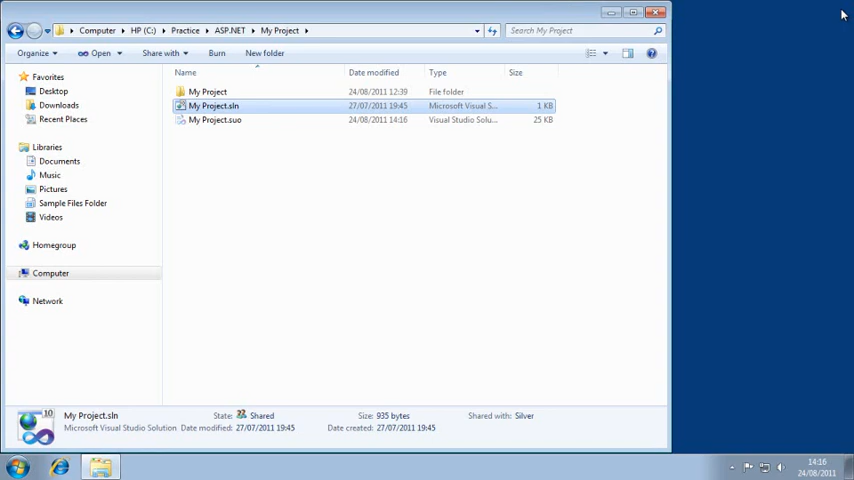 Computer HP (C:) Practice ASP.NET My Project
Search My Project
Organize Open Share with Burn New folder
Name Date modified Type Size
Favorites
Desktop
Downloads
Recent Places
Libraries
Documents
Music
Pictures
Sample Files Folder
Videos
Homegroup
Computer
Network
My Project 24/08/2011 12:39 File folder
My Project.sln 27/07/2011 19:45 Microsoft Visual S... 1 KB
My Project.suo 24/08/2011 14:16 Visual Studio Solu... 25 KB
10
My Project.sln State: Shared Size: 935 bytes Shared with: Silver
Microsoft Visual Studio Solution Date modified: 27/07/2011 19:45 Date created: 27/07/2011 19:45
14:16
24/08/2011